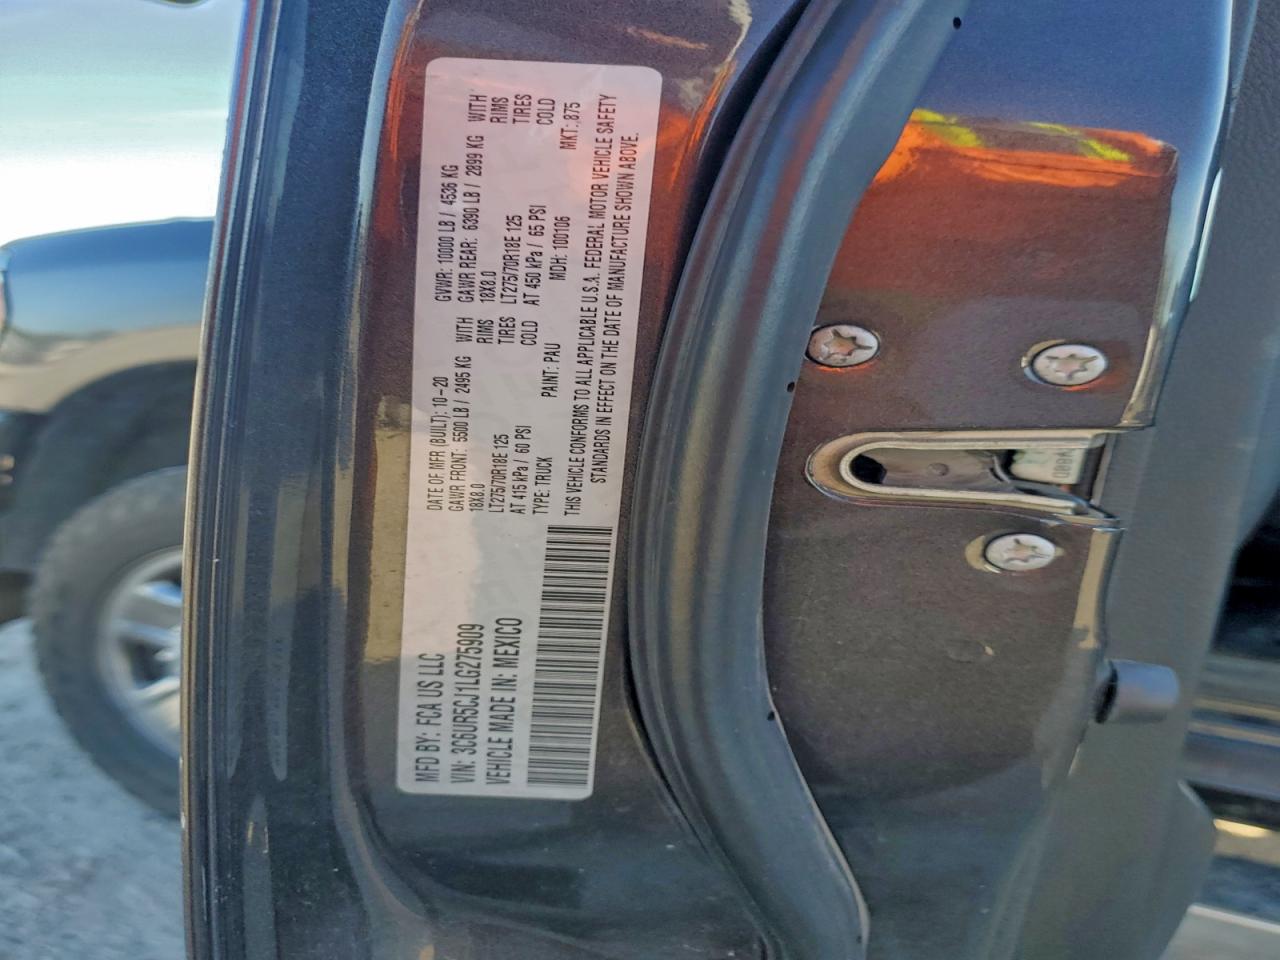 MFD BY: FCA US LLC
VIN: 3C6UR5CJ1LG275909
VEHICLE MADE IN: MEXICO
DATE OF MFR (BUILT): 10-20 GVWR: 10000 LB / 4536 KG
GAWR FRONT: 5500 LB / 2495 KG WITH GAWR REAR: 6390 LB / 2899 KG WITH
18X8.0 RIMS 18X8.0 RIMS
LT275/70R18E 125 TIRES LT275/70R18E 125 TIRES
AT 415 kPa / 60 PSI COLD AT 450 kPa / 65 PSI COLD
TYPE: TRUCK PAINT: PAU MDH: 100106 MKT: 875
THIS VEHICLE CONFORMS TO ALL APPLICABLE U.S.A. FEDERAL MOTOR VEHICLE SAFETY
STANDARDS IN EFFECT ON THE DATE OF MANUFACTURE SHOWN ABOVE.